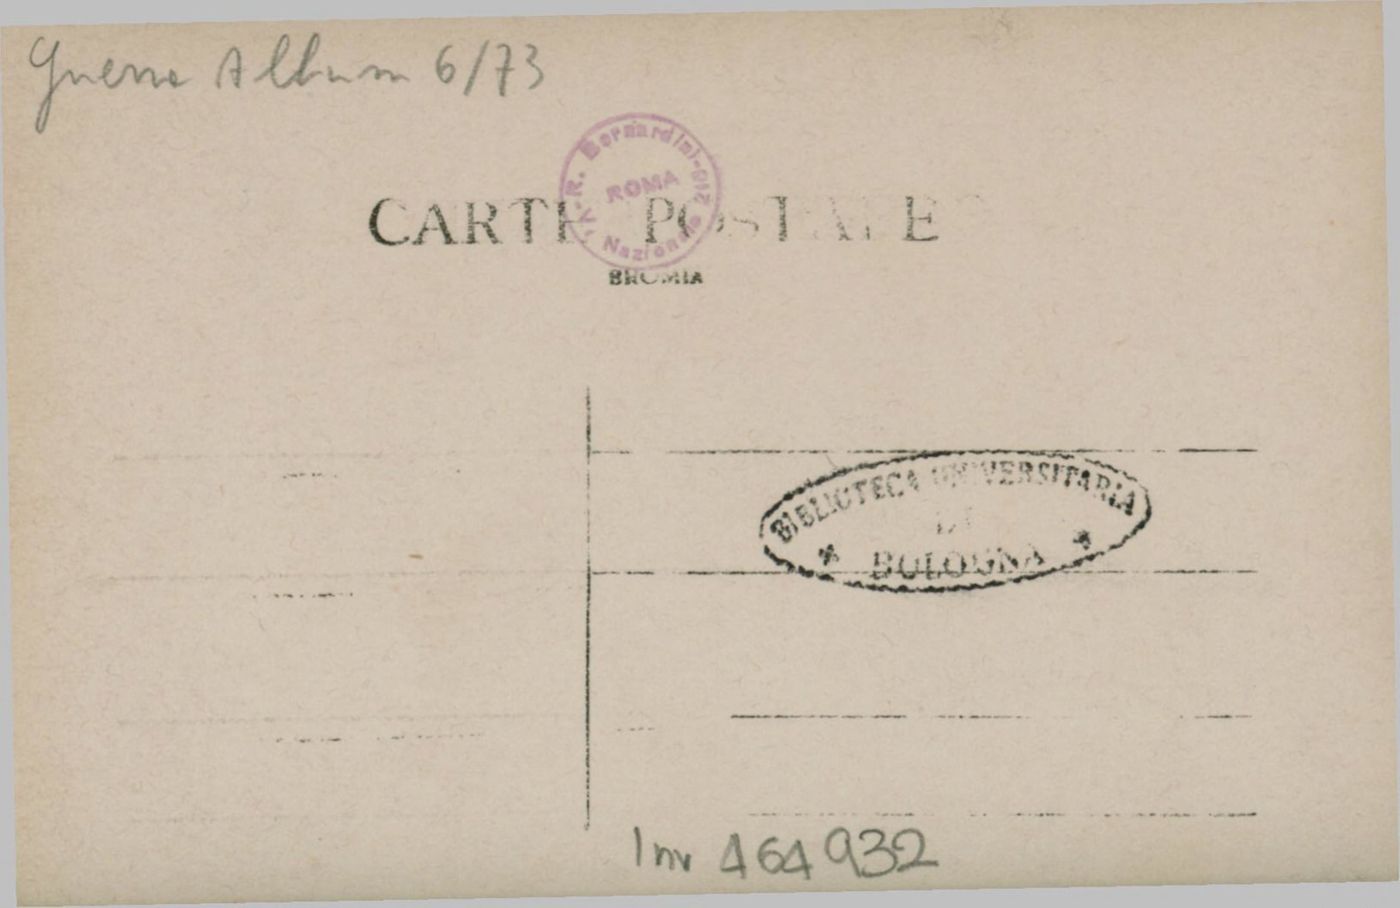 Guerra Album 6/73
R. Bernardini - V. Nazionale 218
ROMA
CARTE POSTALE
BROMIA
BIBLIOTECA UNIVERSITARIA
DI
BOLOGNA
Inv 464932